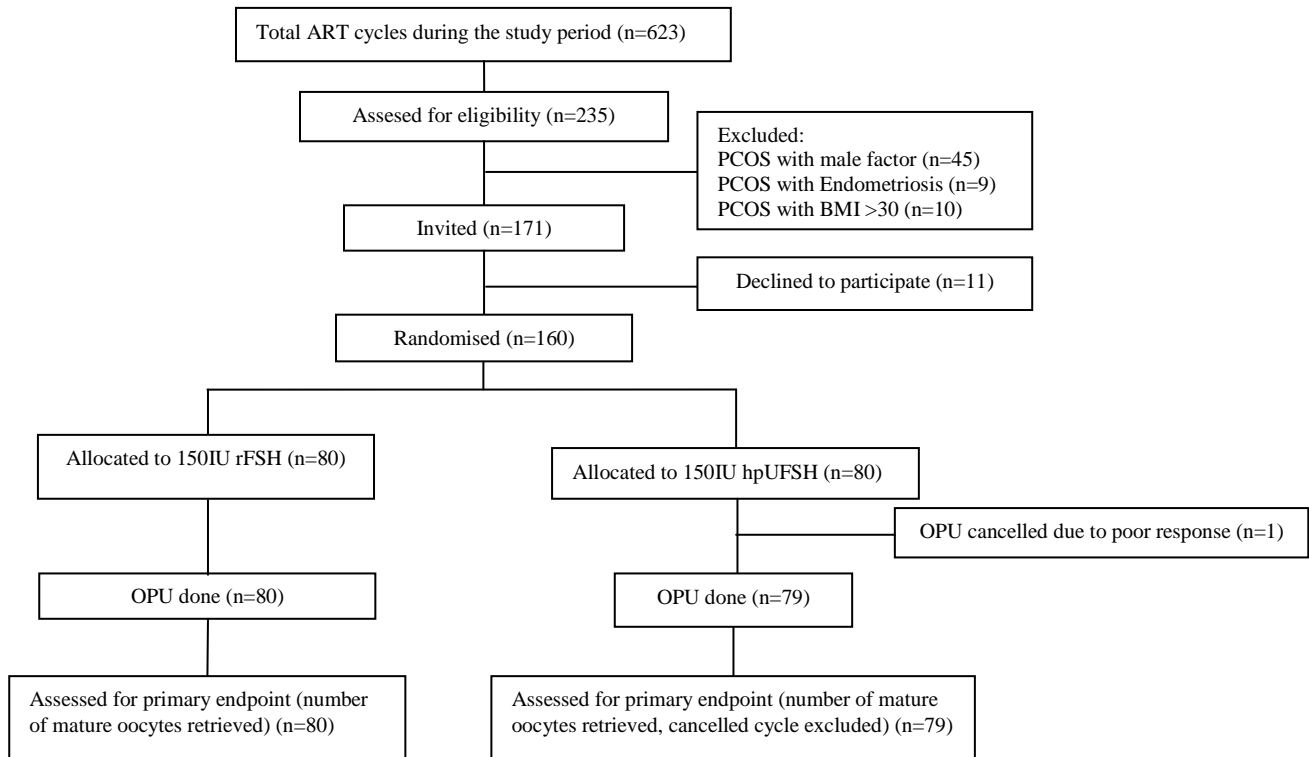 Total ART cycles during the study period (n=623)
Assesed for eligibility (n=235)
Excluded:
PCOS with male factor (n=45)
PCOS with Endometriosis (n=9)
PCOS with BMI >30 (n=10)
Invited (n=171)
Declined to participate (n=11)
Randomised (n=160)
Allocated to 150IU rFSH (n=80)
Allocated to 150IU hpUFSH (n=80)
OPU cancelled due to poor response (n=1)
OPU done (n=80)
OPU done (n=79)
Assessed for primary endpoint (number
of mature oocytes retrieved) (n=80)
Assessed for primary endpoint (number of mature
oocytes retrieved, cancelled cycle excluded) (n=79)